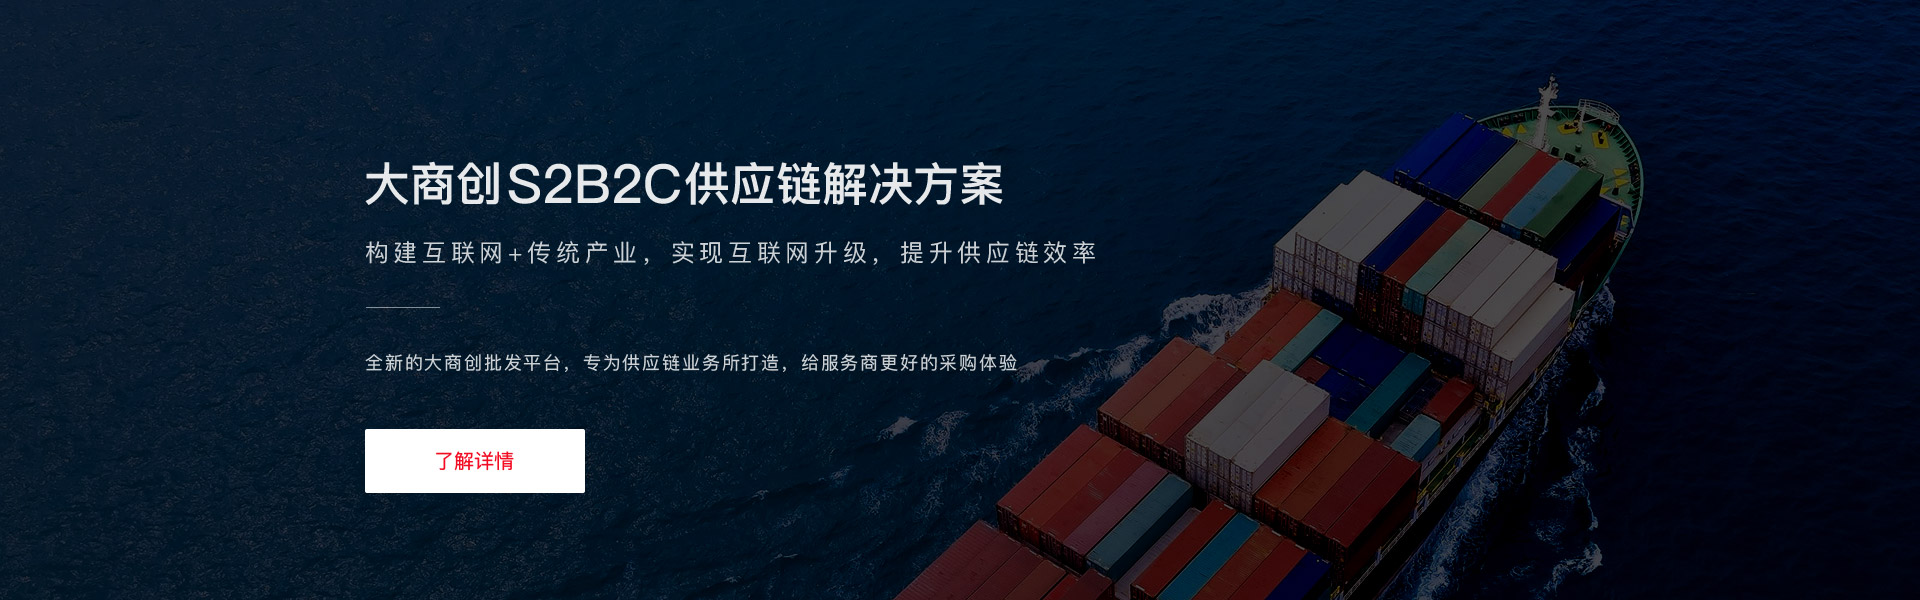 大商创S2B2C供应链解决方案
构建互联网+传统产业，实现互联网升级，提升供应链效率
全新的大商创批发平台，专为供应链业务所打造，给服务商更好的采购体验
了解详情